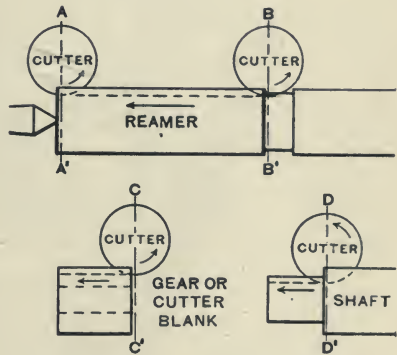 A B
CUTTER CUTTER
REAMER
A' B'
C D
CUTTER CUTTER
GEAR OR
CUTTER
BLANK
SHAFT
C' D'